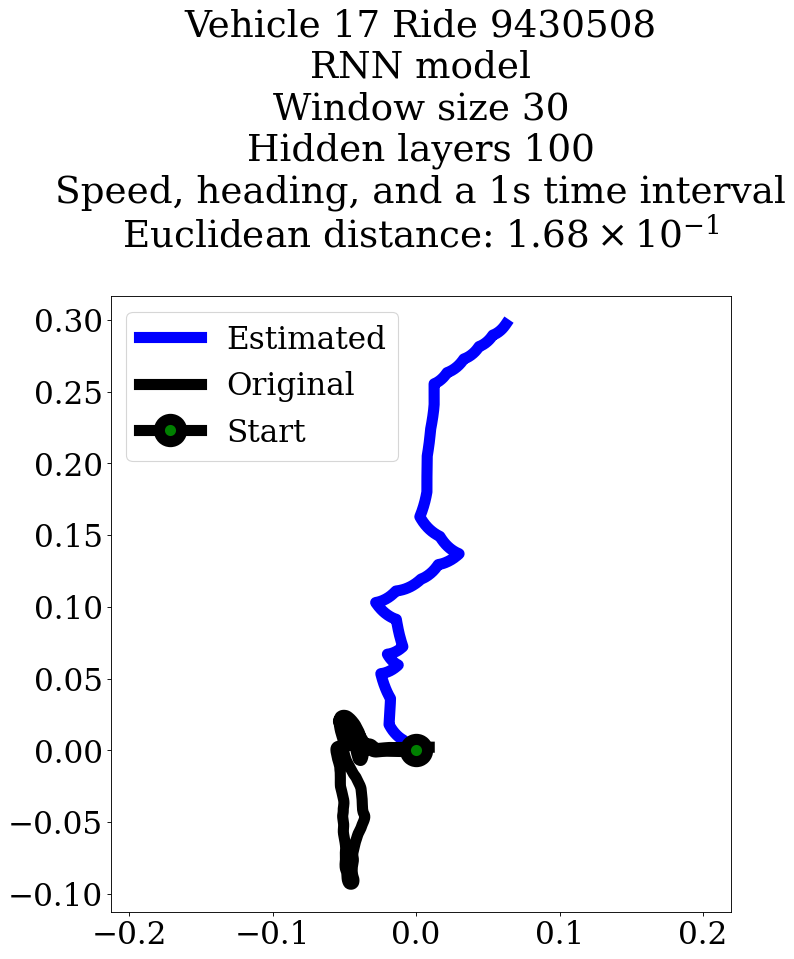 Vehicle 17 Ride 9430508
RNN model
Window size 30
Hidden layers 100
Speed, heading, and a 1s time interval
Euclidean distance: 1.68 × 10⁻¹
Estimated
Original
Start
0.30
0.25
0.20
0.15
0.10
0.05
0.00
−0.05
−0.10
−0.2 −0.1 0.0 0.1 0.2